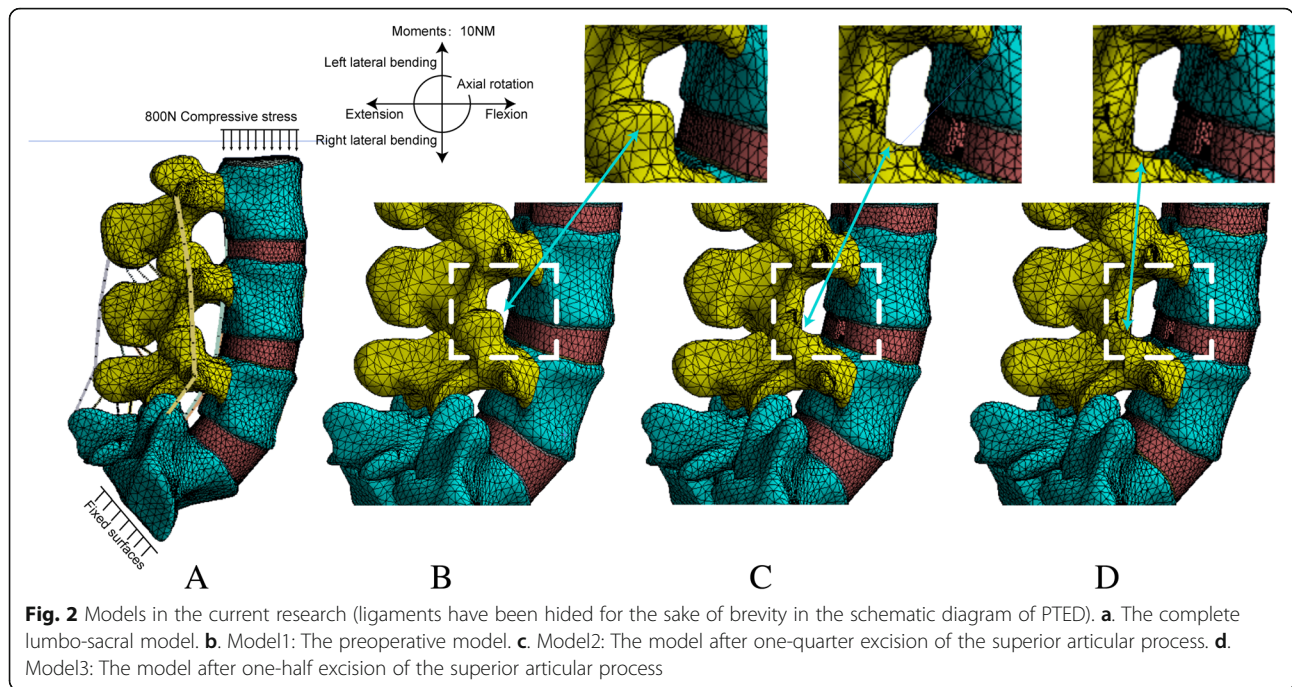 Moments: 10NM
Left lateral bending
Axial rotation
Extension
Flexion
Right lateral bending
800N Compressive stress
Fixed surfaces
A
B
C
D
Fig. 2 Models in the current research (ligaments have been hided for the sake of brevity in the schematic diagram of PTED). a. The complete
lumbo-sacral model. b. Model1: The preoperative model. c. Model2: The model after one-quarter excision of the superior articular process. d.
Model3: The model after one-half excision of the superior articular process